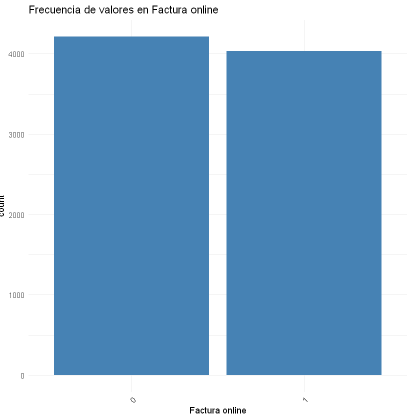 Frecuencia de valores en Factura online
4000
3000
2000
1000
0
count
0
1
Factura online